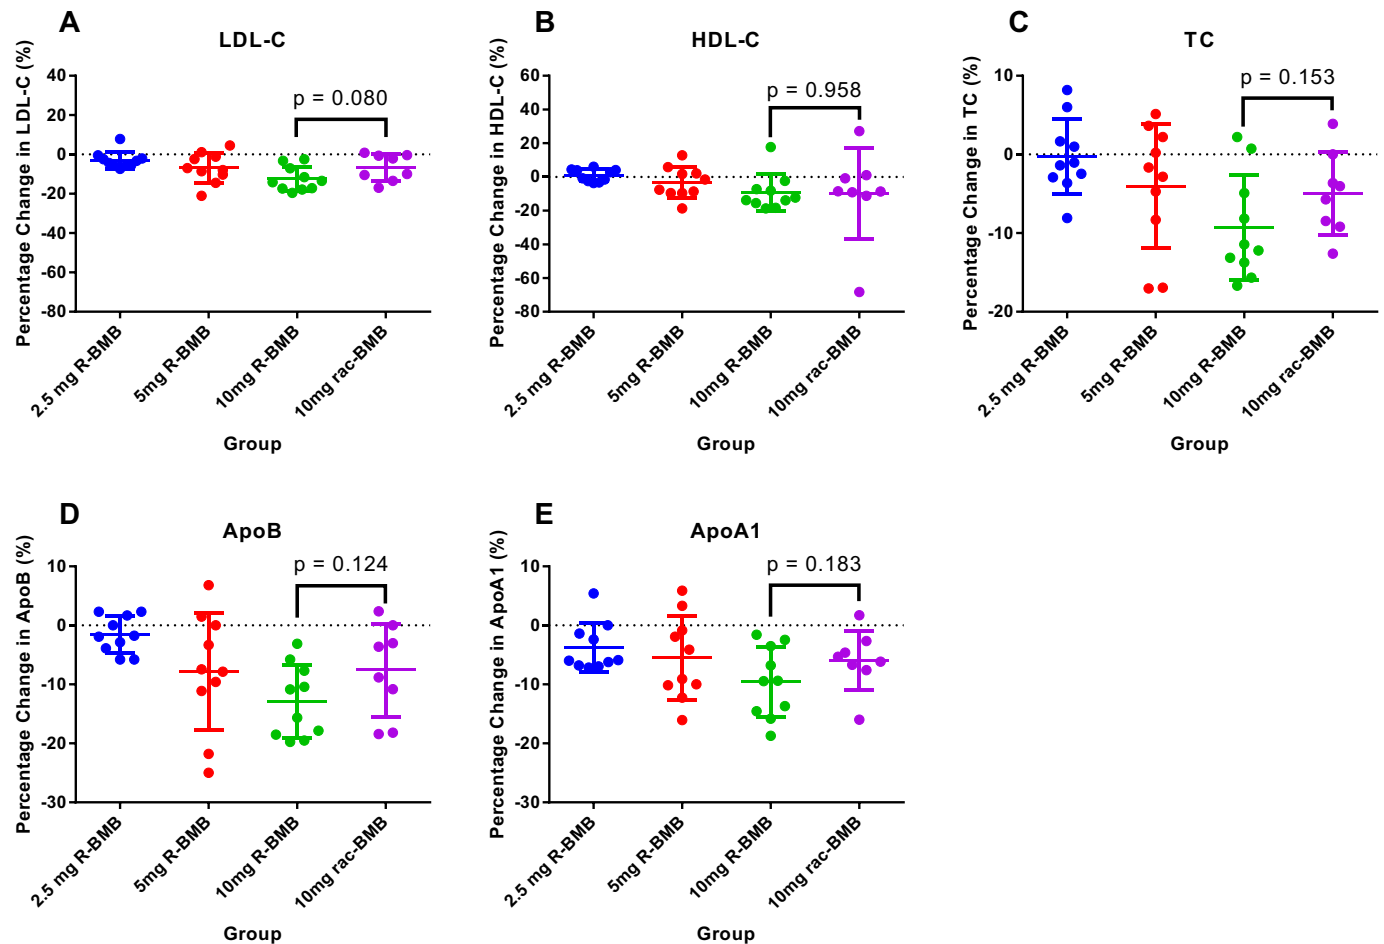 A
LDL-C
Percentage Change in LDL-C (%)
40
20
0
-20
-40
-60
-80
p = 0.080
2.5 mg R-BMB
5mg R-BMB
10mg R-BMB
10mg rac-BMB
Group
B
HDL-C
Percentage Change in HDL-C (%)
60
40
20
0
-20
-40
-60
-80
p = 0.958
2.5 mg R-BMB
5mg R-BMB
10mg R-BMB
10mg rac-BMB
Group
C
TC
Percentage Change in TC (%)
10
0
-10
-20
p = 0.153
2.5 mg R-BMB
5mg R-BMB
10mg R-BMB
10mg rac-BMB
Group
D
ApoB
Percentage Change in ApoB (%)
10
0
-10
-20
-30
p = 0.124
2.5 mg R-BMB
5mg R-BMB
10mg R-BMB
10mg rac-BMB
Group
E
ApoA1
Percentage Change in ApoA1 (%)
10
0
-10
-20
-30
p = 0.183
2.5 mg R-BMB
5mg R-BMB
10mg R-BMB
10mg rac-BMB
Group